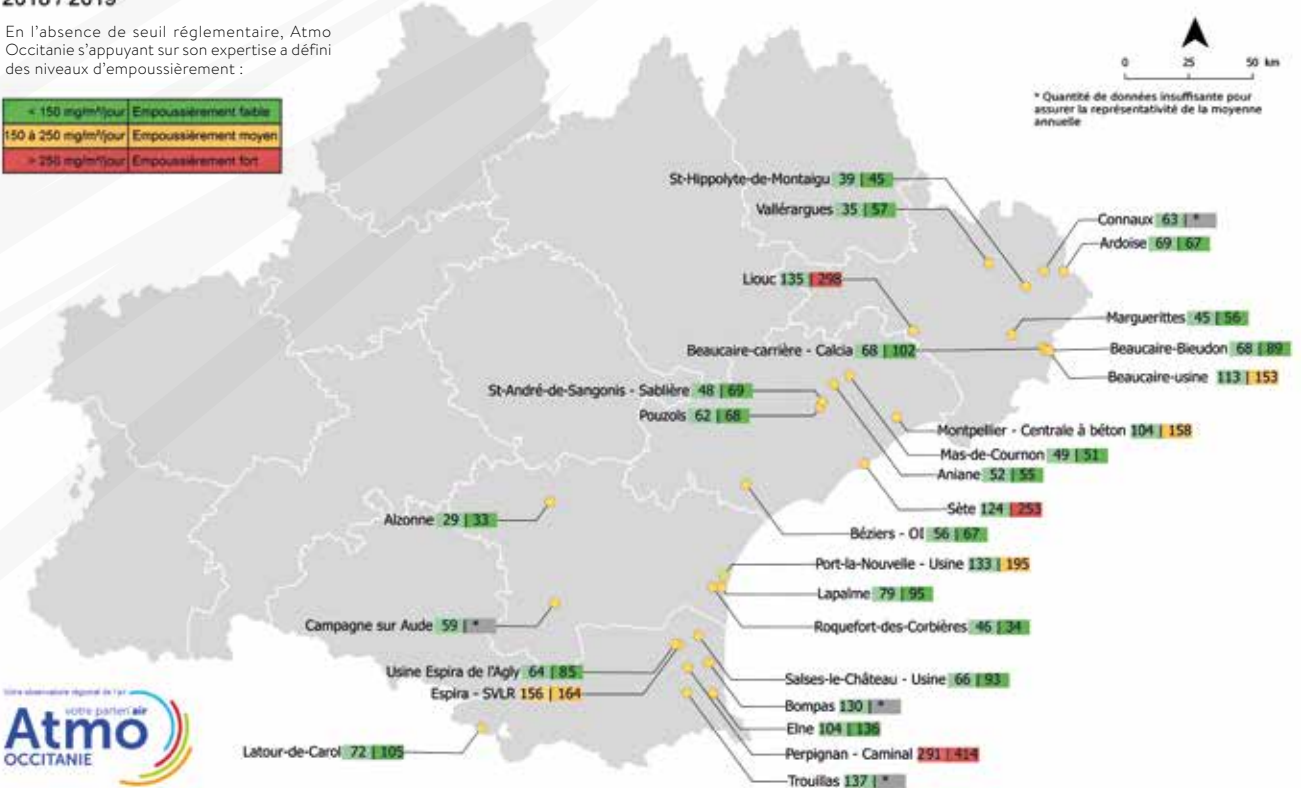 2018 / 2019
En l'absence de seuil réglementaire, Atmo
Occitanie s'appuyant sur son expertise a défini
des niveaux d'empoussièrement :
< 150 mg/m²/jour Empoussièrement faible
150 à 250 mg/m²/jour Empoussièrement moyen
> 250 mg/m²/jour Empoussièrement fort
0 25 50 km
* Quantité de données insuffisante pour
assurer la représentativité de la moyenne
annuelle
St-Hippolyte-de-Montaigu 39 | 45
Vallérargues 35 | 57
Connaux 63 | *
Ardoise 69 | 67
Liouc 135 | 298
Marguerittes 45 | 56
Beaucaire-carrière - Calcia 68 | 102
Beaucaire-Bieudon 68 | 89
Beaucaire-usine 113 | 153
St-André-de-Sangonis - Sablière 48 | 69
Pouzols 62 | 68
Montpellier - Centrale à béton 104 | 158
Mas-de-Cournon 49 | 51
Aniane 52 | 55
Sète 124 | 253
Alzonne 29 | 33
Béziers - OI 56 | 67
Port-la-Nouvelle - Usine 133 | 195
Lapalme 79 | 95
Campagne sur Aude 59 | *
Roquefort-des-Corbières 46 | 34
Usine Espira de l'Agly 64 | 85
Salses-le-Château - Usine 66 | 93
Espira - SVLR 156 | 164
Bompas 130 | *
Elne 104 | 136
Latour-de-Carol 72 | 105
Perpignan - Caminal 291 | 414
Trouillas 137 | *
Votre observatoire régional de l'air
votre parten'air
Atmo
OCCITANIE